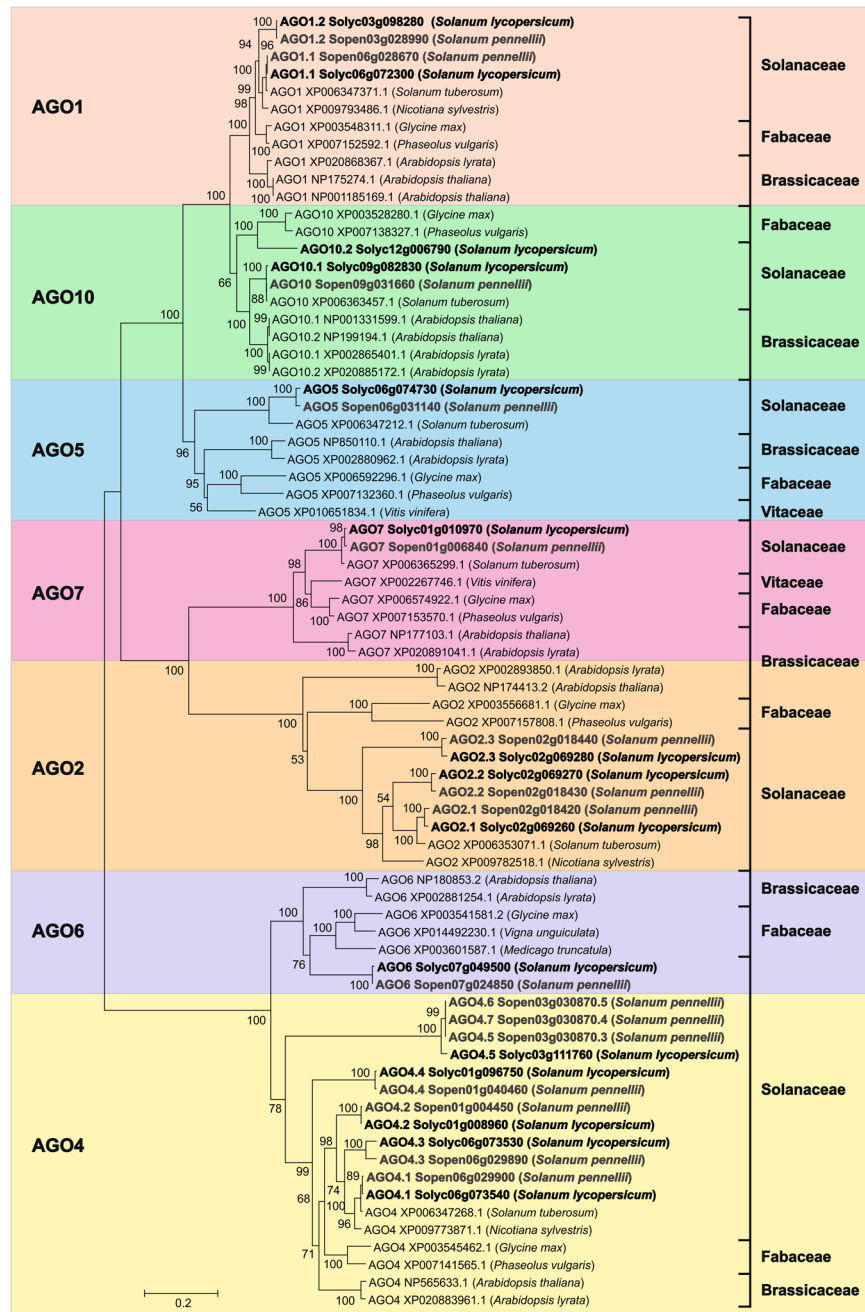 AGO1
100 AGO1.2 Solyc03g098280 (Solanum lycopersicum)
94 96 AGO1.2 Sopen03g028990 (Solanum pennellii)
AGO1.1 Sopen06g028670 (Solanum pennellii)
100 AGO1.1 Solyc06g072300 (Solanum lycopersicum)
99 AGO1 XP006347371.1 (Solanum tuberosum)
98 AGO1 XP009793486.1 (Nicotiana sylvestris)
Solanaceae
100 AGO1 XP003548311.1 (Glycine max)
100 AGO1 XP007152592.1 (Phaseolus vulgaris)
Fabaceae
AGO1 XP020868367.1 (Arabidopsis lyrata)
100 AGO1 NP175274.1 (Arabidopsis thaliana)
100 AGO1 NP001185169.1 (Arabidopsis thaliana)
Brassicaceae
AGO10
100 AGO10 XP003528280.1 (Glycine max)
100 AGO10 XP007138327.1 (Phaseolus vulgaris)
Fabaceae
AGO10.2 Solyc12g006790 (Solanum lycopersicum)
100 AGO10.1 Solyc09g082830 (Solanum lycopersicum)
66 AGO10 Sopen09g031660 (Solanum pennellii)
88 AGO10 XP006363457.1 (Solanum tuberosum)
Solanaceae
99 AGO10.1 NP001331599.1 (Arabidopsis thaliana)
100 AGO10.2 NP199194.1 (Arabidopsis thaliana)
AGO10.1 XP002865401.1 (Arabidopsis lyrata)
99 AGO10.2 XP020885172.1 (Arabidopsis lyrata)
Brassicaceae
100
AGO5
100 AGO5 Solyc06g074730 (Solanum lycopersicum)
100 AGO5 Sopen06g031140 (Solanum pennellii)
AGO5 XP006347212.1 (Solanum tuberosum)
Solanaceae
96 100 AGO5 NP850110.1 (Arabidopsis thaliana)
AGO5 XP002880962.1 (Arabidopsis lyrata)
Brassicaceae
95 100 AGO5 XP006592296.1 (Glycine max)
AGO5 XP007132360.1 (Phaseolus vulgaris)
Fabaceae
56 AGO5 XP010651834.1 (Vitis vinifera)
Vitaceae
AGO7
98 AGO7 Solyc01g010970 (Solanum lycopersicum)
100 AGO7 Sopen01g006840 (Solanum pennellii)
98 AGO7 XP006365299.1 (Solanum tuberosum)
Solanaceae
AGO7 XP002267746.1 (Vitis vinifera)
Vitaceae
100 86 AGO7 XP006574922.1 (Glycine max)
100 AGO7 XP007153570.1 (Phaseolus vulgaris)
Fabaceae
AGO7 NP177103.1 (Arabidopsis thaliana)
100 AGO7 XP020891041.1 (Arabidopsis lyrata)
Brassicaceae
100
AGO2
100 AGO2 XP002893850.1 (Arabidopsis lyrata)
AGO2 NP174413.2 (Arabidopsis thaliana)
100 100 AGO2 XP003556681.1 (Glycine max)
AGO2 XP007157808.1 (Phaseolus vulgaris)
Fabaceae
53 100 AGO2.3 Sopen02g018440 (Solanum pennellii)
AGO2.3 Solyc02g069280 (Solanum lycopersicum)
100 100 AGO2.2 Solyc02g069270 (Solanum lycopersicum)
54 AGO2.2 Sopen02g018430 (Solanum pennellii)
100 AGO2.1 Sopen02g018420 (Solanum pennellii)
100 AGO2.1 Solyc02g069260 (Solanum lycopersicum)
98 AGO2 XP006353071.1 (Solanum tuberosum)
AGO2 XP009782518.1 (Nicotiana sylvestris)
Solanaceae
AGO6
100 AGO6 NP180853.2 (Arabidopsis thaliana)
AGO6 XP002881254.1 (Arabidopsis lyrata)
Brassicaceae
100 100 AGO6 XP003541581.2 (Glycine max)
100 AGO6 XP014492230.1 (Vigna unguiculata)
AGO6 XP003601587.1 (Medicago truncatula)
Fabaceae
76 AGO6 Solyc07g049500 (Solanum lycopersicum)
100 AGO6 Sopen07g024850 (Solanum pennellii)
100
AGO4
AGO4.6 Sopen03g030870.5 (Solanum pennellii)
99 AGO4.7 Sopen03g030870.4 (Solanum pennellii)
100 AGO4.5 Sopen03g030870.3 (Solanum pennellii)
AGO4.5 Solyc03g111760 (Solanum lycopersicum)
100 AGO4.4 Solyc01g096750 (Solanum lycopersicum)
AGO4.4 Sopen01g040460 (Solanum pennellii)
78 100 AGO4.2 Sopen01g004450 (Solanum pennellii)
AGO4.2 Solyc01g008960 (Solanum lycopersicum)
98 100 AGO4.3 Solyc06g073530 (Solanum lycopersicum)
AGO4.3 Sopen06g029890 (Solanum pennellii)
99 74 89 AGO4.1 Sopen06g029900 (Solanum pennellii)
68 100 AGO4.1 Solyc06g073540 (Solanum lycopersicum)
AGO4 XP006347268.1 (Solanum tuberosum)
96 AGO4 XP009773871.1 (Nicotiana sylvestris)
Solanaceae
71 AGO4 XP003545462.1 (Glycine max)
100 AGO4 XP007141565.1 (Phaseolus vulgaris)
Fabaceae
AGO4 NP565633.1 (Arabidopsis thaliana)
100 AGO4 XP020883961.1 (Arabidopsis lyrata)
Brassicaceae
0.2